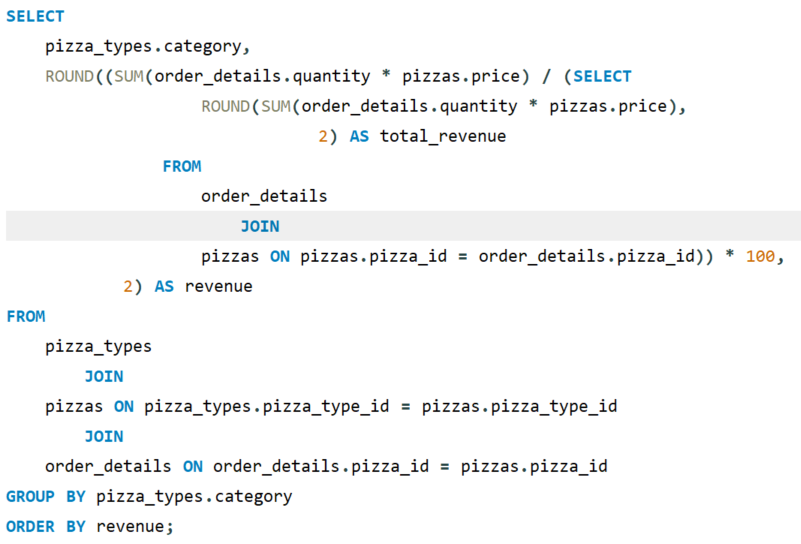 SELECT
pizza_types.category,
ROUND((SUM(order_details.quantity * pizzas.price) / (SELECT
ROUND(SUM(order_details.quantity * pizzas.price),
2) AS total_revenue
FROM
order_details
JOIN
pizzas ON pizzas.pizza_id = order_details.pizza_id)) * 100,
2) AS revenue
FROM
pizza_types
JOIN
pizzas ON pizza_types.pizza_type_id = pizzas.pizza_type_id
JOIN
order_details ON order_details.pizza_id = pizzas.pizza_id
GROUP BY pizza_types.category
ORDER BY revenue;